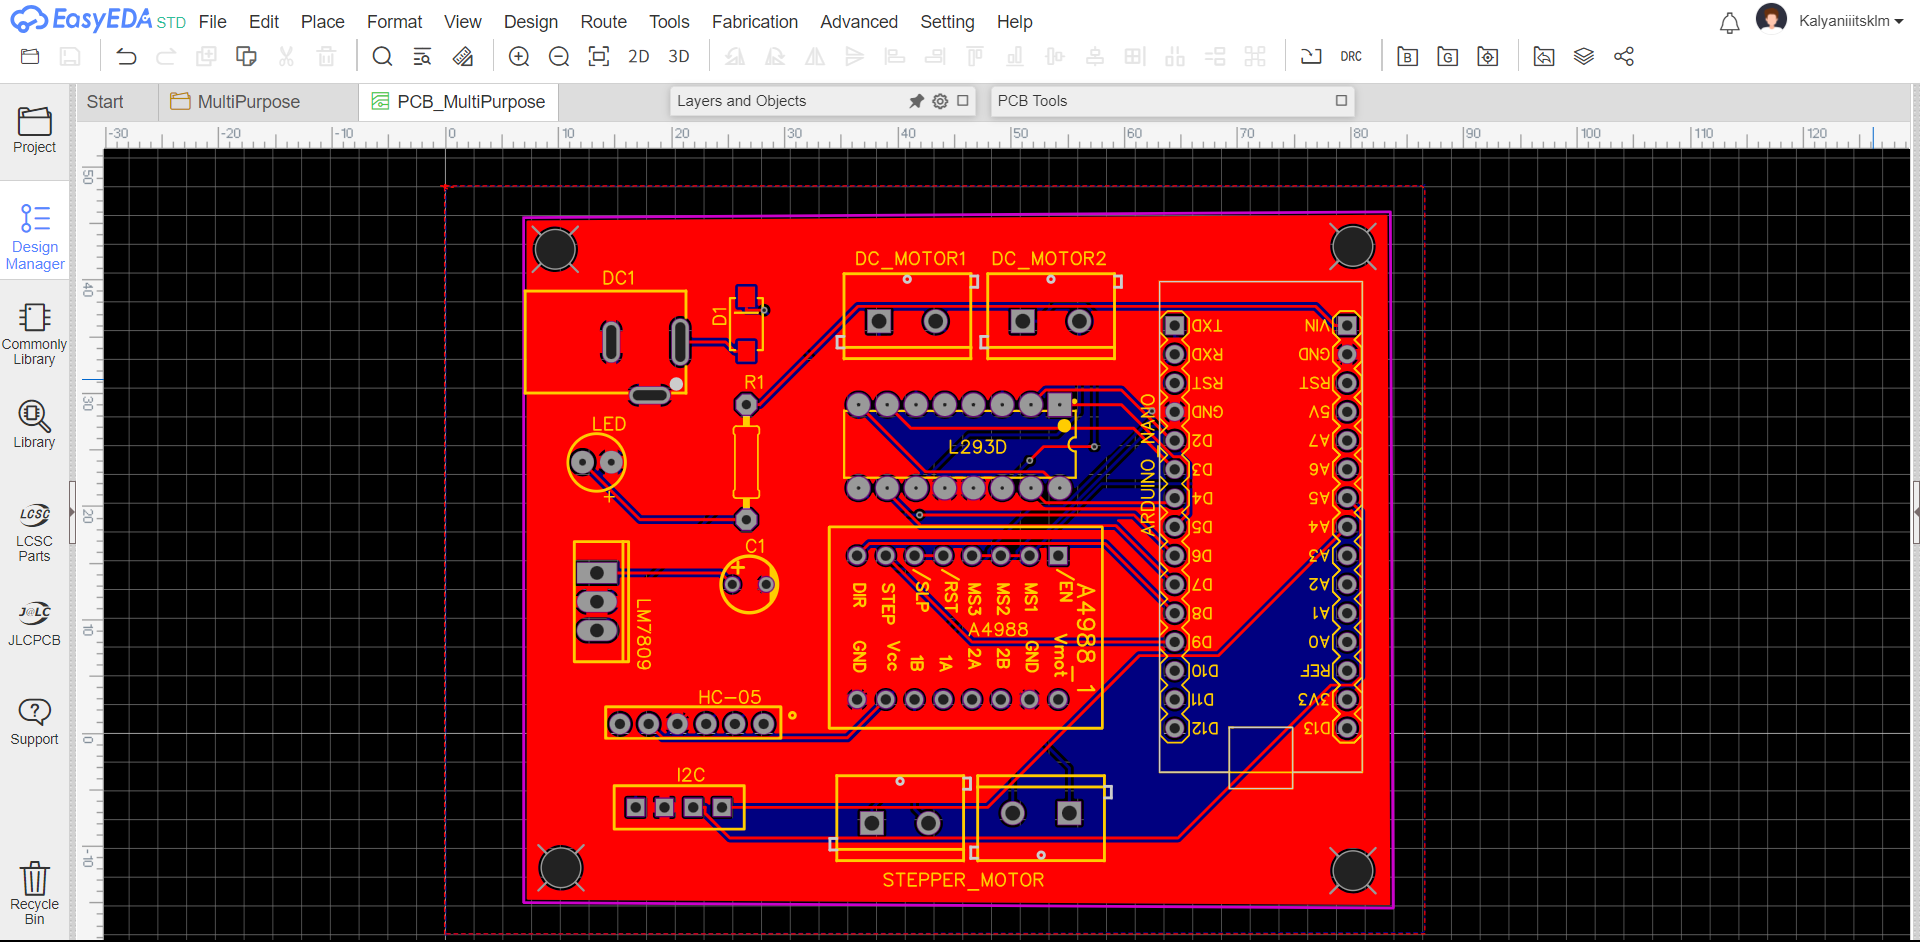 EasyEDA STD File Edit Place Format View Design Route Tools Fabrication Advanced Setting Help Kalyaniiitsklm
2D 3D DRC B G
Start MultiPurpose PCB_MultiPurpose Layers and Objects PCB Tools
-30 -20 -10 0 10 20 30 40 50 60 70 80 90 100 110 120
50
40
30
20
10
0
-10
Project
Design
Manager
Commonly
Library
Library
LCSC
LCSC
Parts
J@LC
JLCPCB
Support
Recycle
Bin
DC_MOTOR1 DC_MOTOR2
DC1
D1
R1
LED
+
L293D
ARDUINO NANO
C1
+
LM7809
DIR STEP /SLP /RST MS3 MS2 MS1 /EN
A4988
A4988_1
GND Vcc 1B 1A 2A 2B GND Vmot
HC-05
I2C
STEPPER_MOTOR
TXD VIN
RXD GND
RST RST
GND 5V
D2 A7
D3 A6
D4 A5
D5 A4
D6 A3
D7 A2
D8 A1
D9 A0
D10 REF
D11 3V3
D12 D13